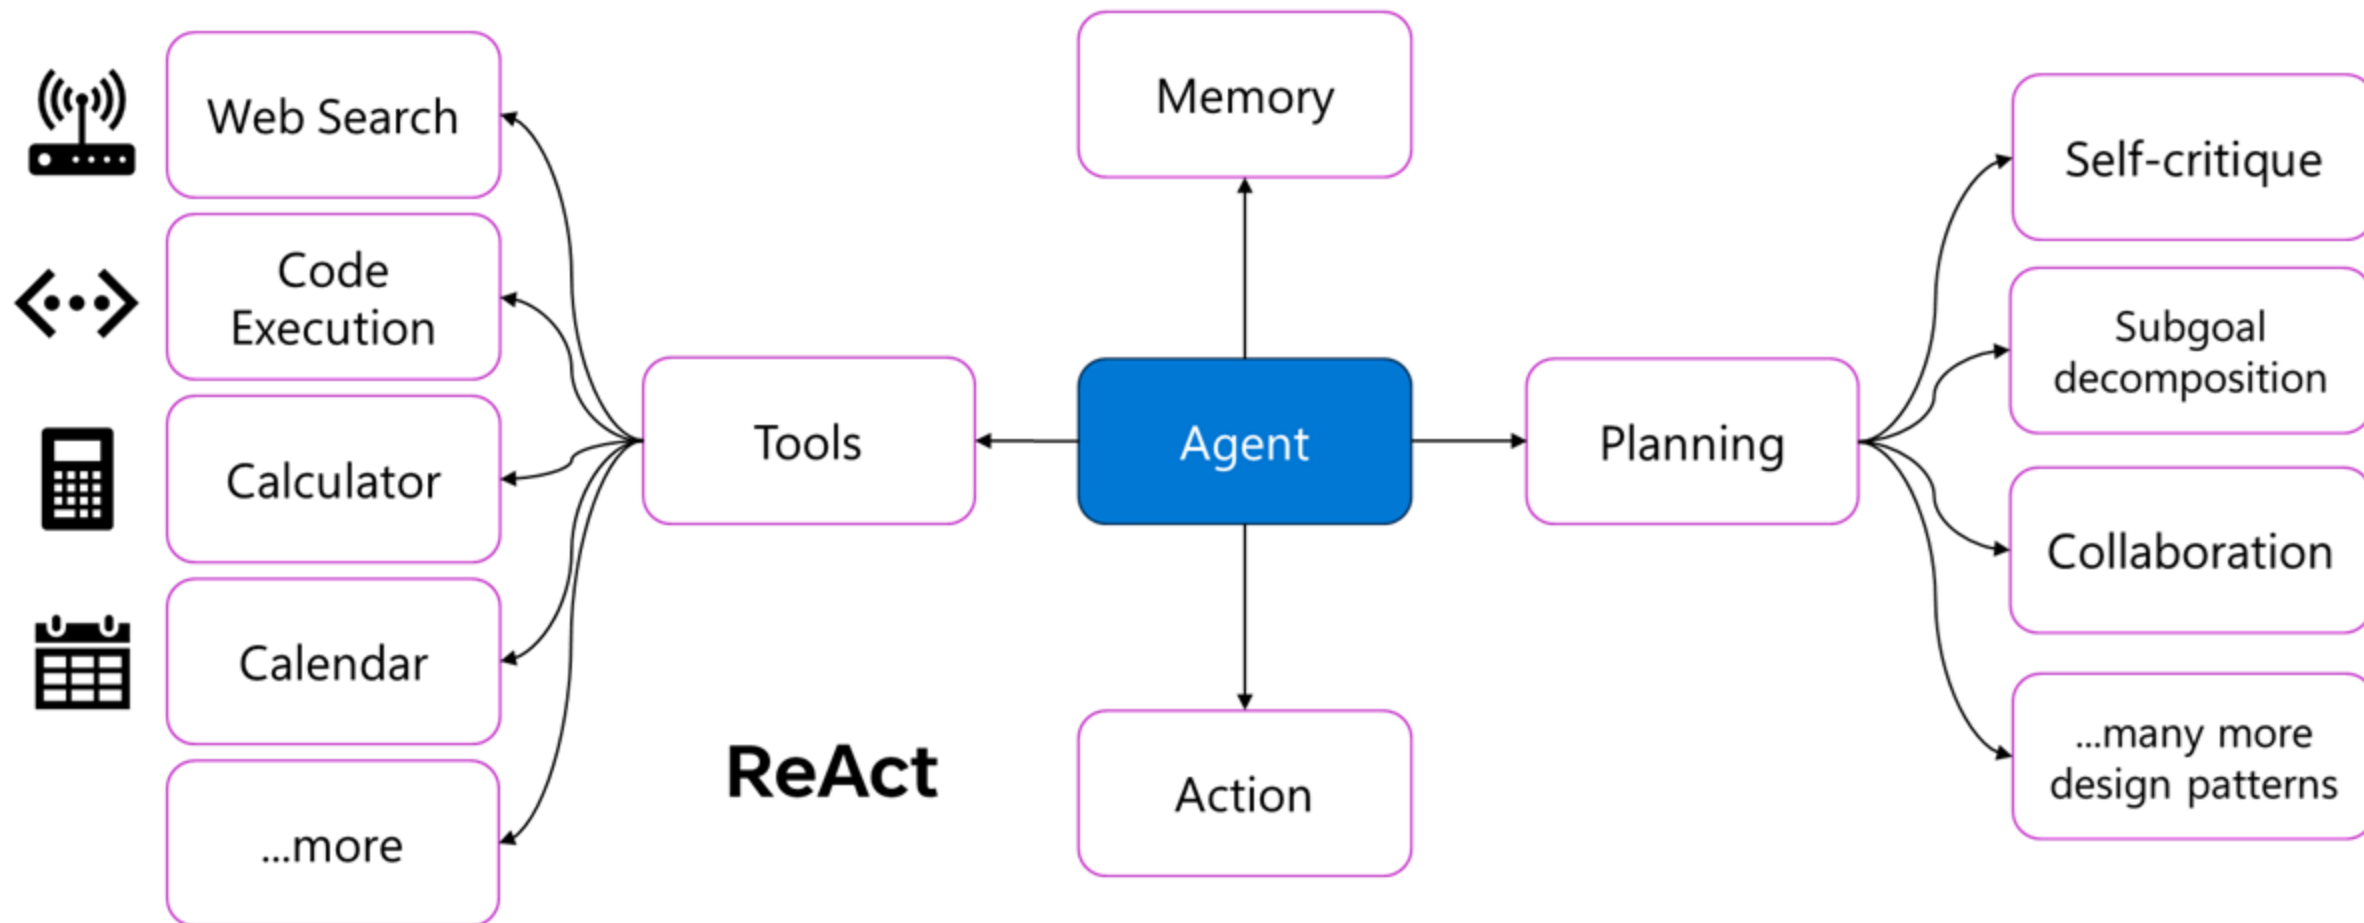 Web Search
Code
Execution
Calculator
Calendar
...more
Tools
ReAct
Memory
Agent
Action
Planning
Self-critique
Subgoal
decomposition
Collaboration
...many more
design patterns